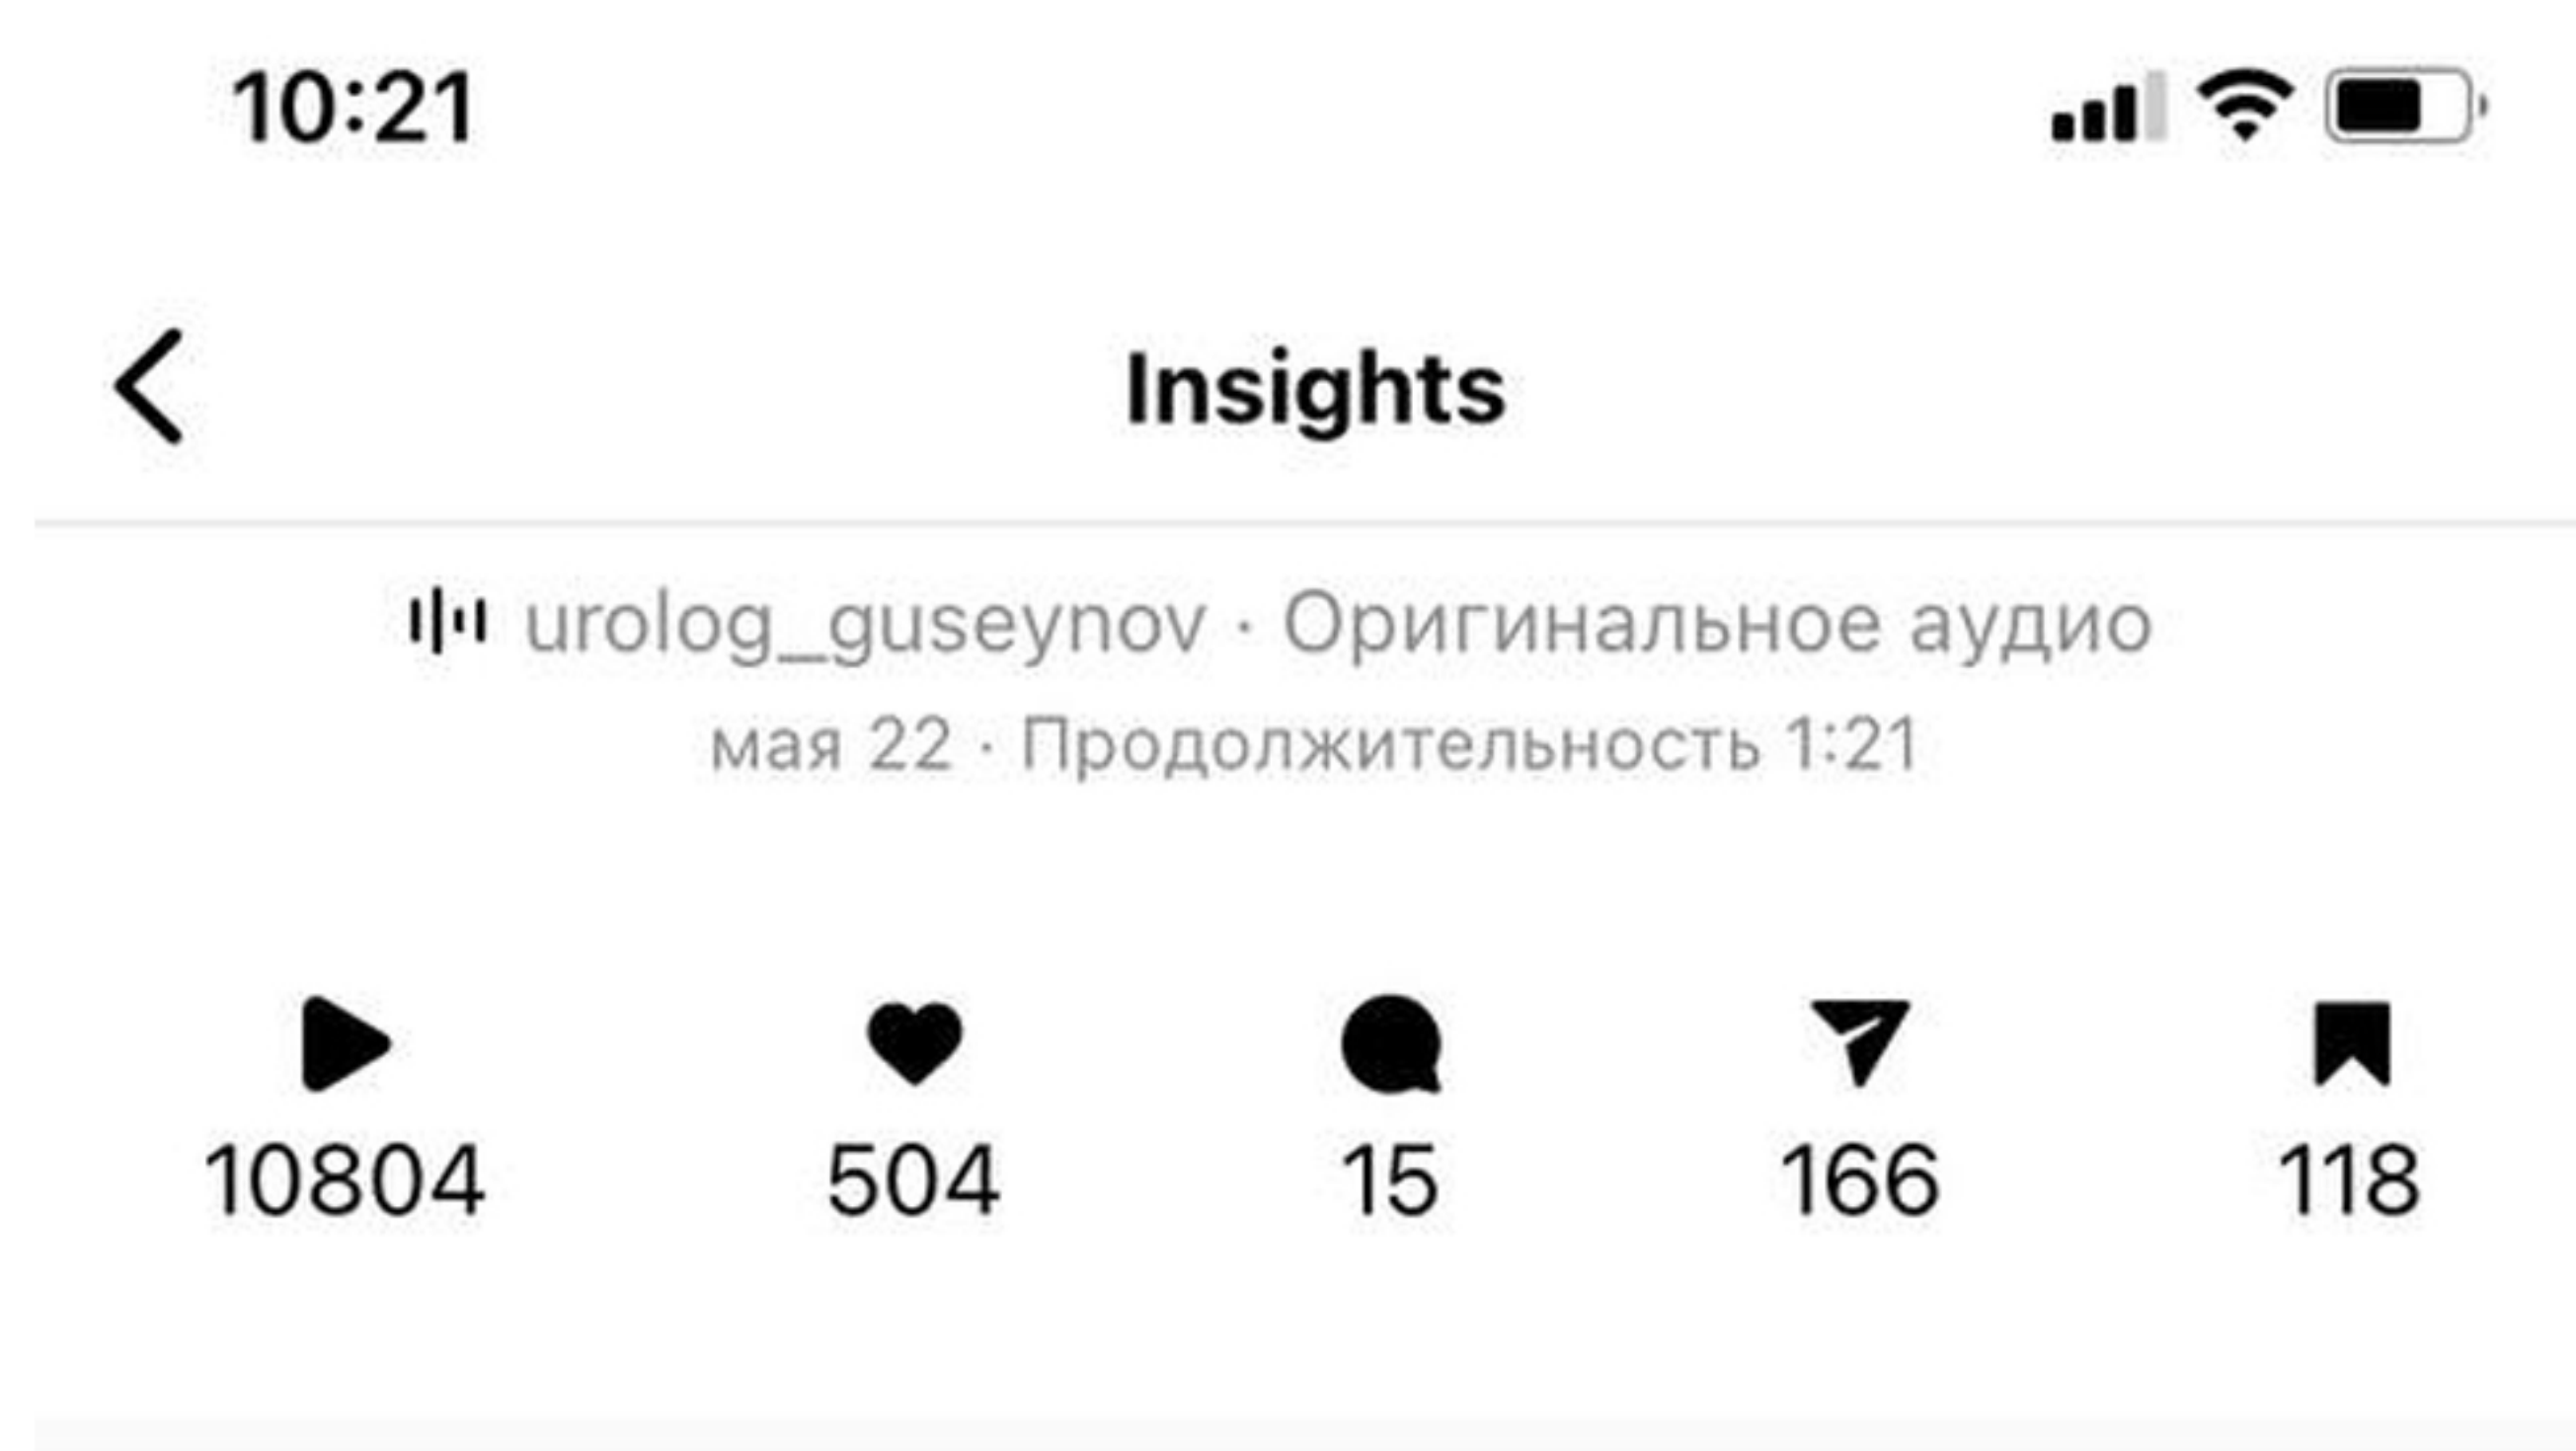 10:21
Insights
urolog_guseynov · Оригинальное аудио
мая 22 · Продолжительность 1:21
10804 504 15 166 118